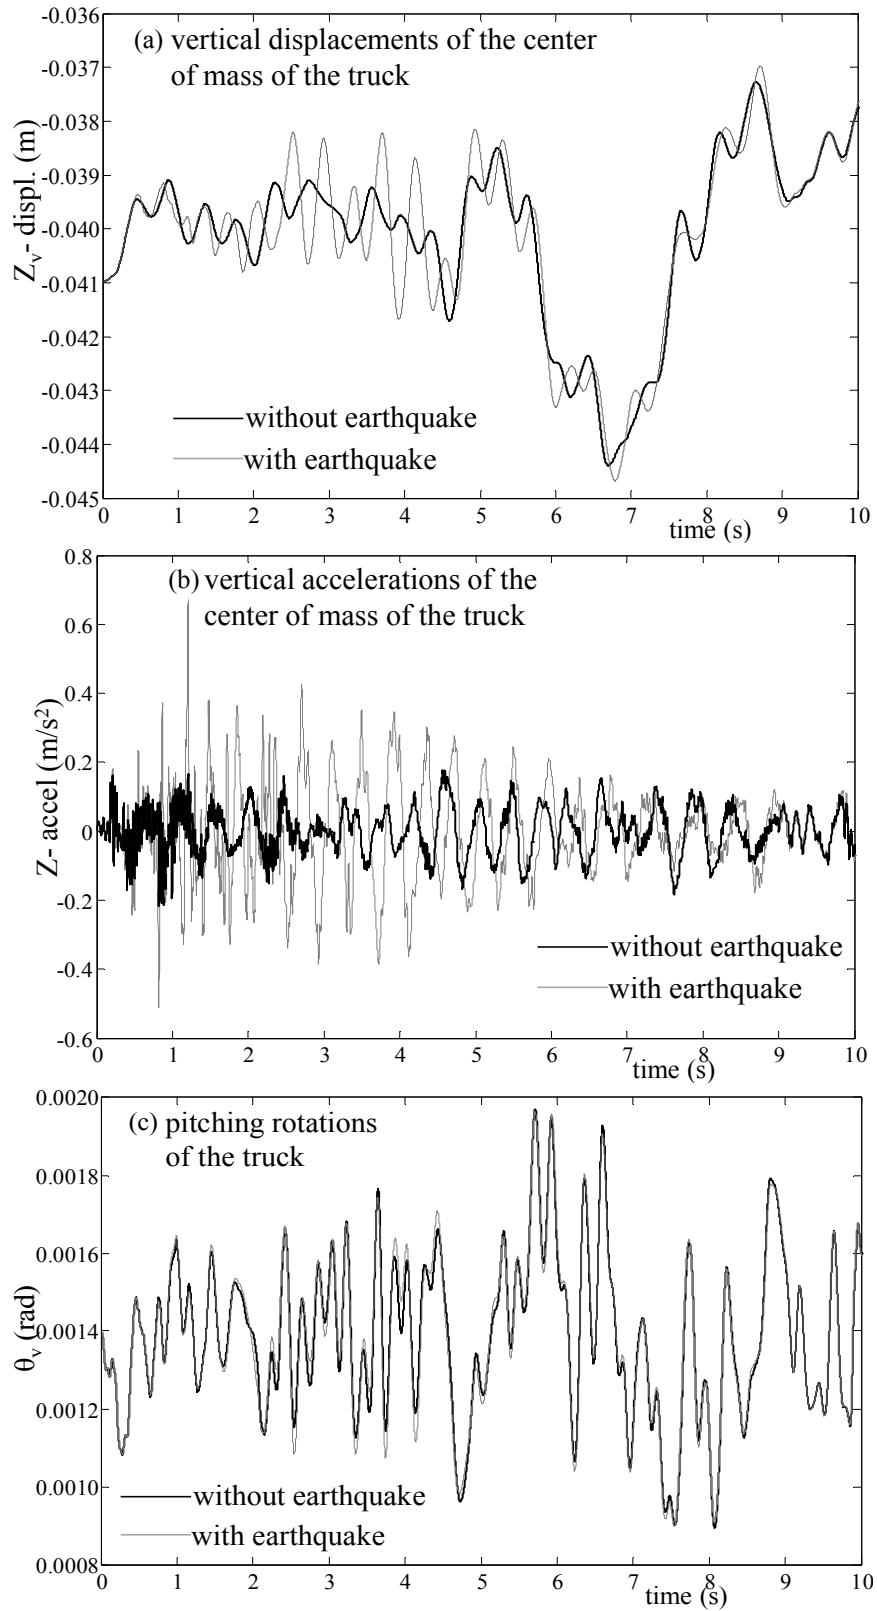 -0.036
(a) vertical displacements of the center
of mass of the truck
-0.037
-0.038
-0.039
-0.040
-0.041
-0.042
-0.043
-0.044
-0.045
Zv- displ. (m)
without earthquake
with earthquake
0 1 2 3 4 5 6 7 8 9 10
time (s)
0.8
(b) vertical accelerations of the
center of mass of the truck
0.6
0.4
0.2
0
-0.2
-0.4
-0.6
Z- accel (m/s²)
without earthquake
with earthquake
0 1 2 3 4 5 6 7 8 9 10
time (s)
0.0020
(c) pitching rotations
of the truck
0.0018
0.0016
0.0014
0.0012
0.0010
0.0008
θv (rad)
without earthquake
with earthquake
0 1 2 3 4 5 6 7 8 9 10
time (s)